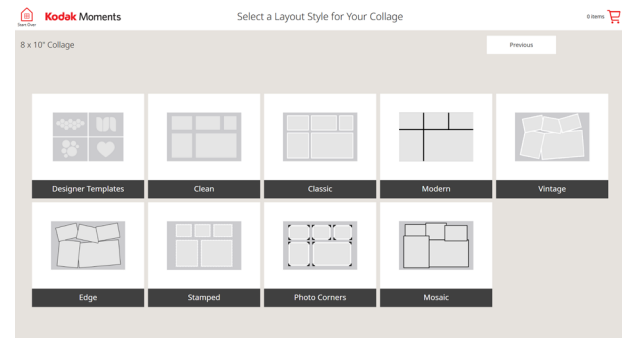 Start Over
Kodak Moments
Select a Layout Style for Your Collage
0 items
8 x 10" Collage
Previous
Designer Templates
Clean
Classic
Modern
Vintage
Edge
Stamped
Photo Corners
Mosaic